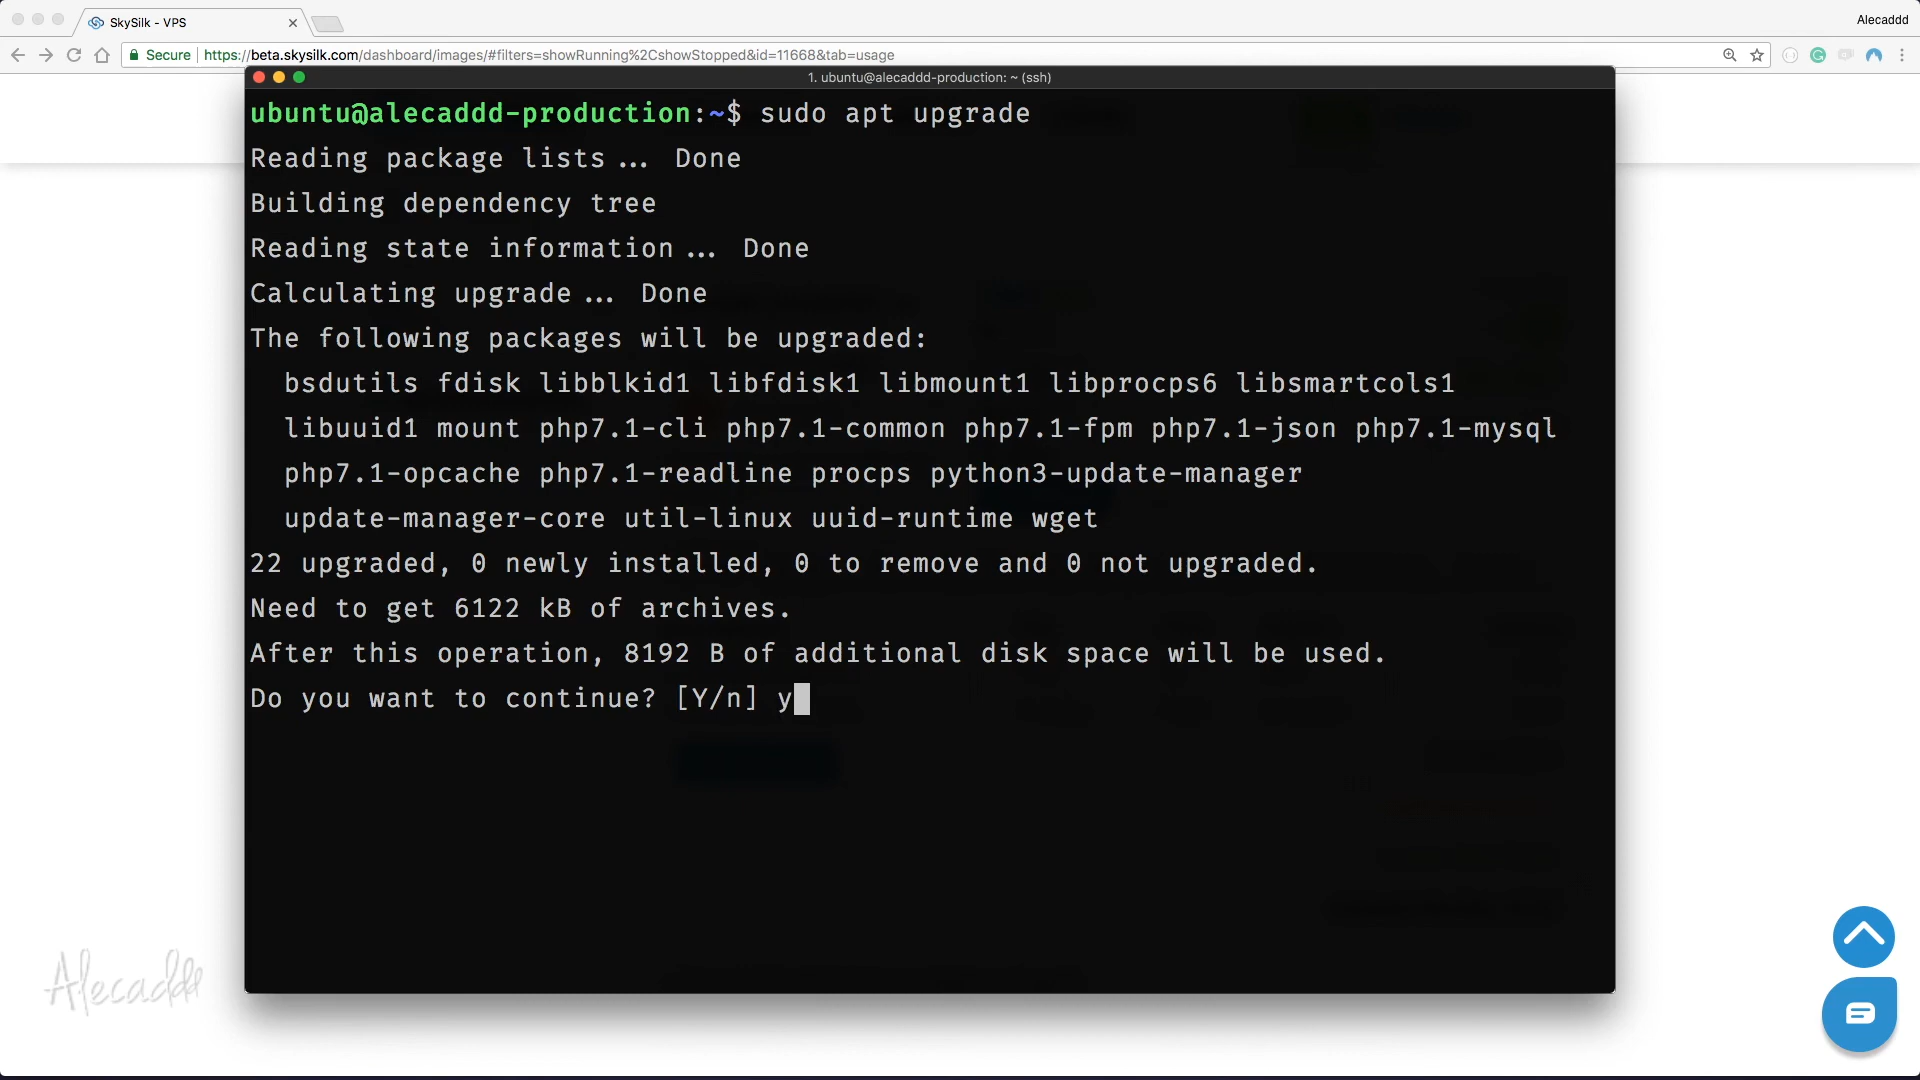 SkySilk - VPS
Alecaddd
Secure https://beta.skysilk.com/dashboard/images/#filters=showRunning%2CshowStopped&id=11668&tab=usage
1. ubuntu@alecaddd-production: ~ (ssh)
ubuntu@alecaddd-production:~$ sudo apt upgrade
Reading package lists... Done
Building dependency tree
Reading state information... Done
Calculating upgrade... Done
The following packages will be upgraded:
bsdutils fdisk libblkid1 libfdisk1 libmount1 libprocps6 libsmartcols1
libuuid1 mount php7.1-cli php7.1-common php7.1-fpm php7.1-json php7.1-mysql
php7.1-opcache php7.1-readline procps python3-update-manager
update-manager-core util-linux uuid-runtime wget
22 upgraded, 0 newly installed, 0 to remove and 0 not upgraded.
Need to get 6122 kB of archives.
After this operation, 8192 B of additional disk space will be used.
Do you want to continue? [Y/n] y
Alecaddd